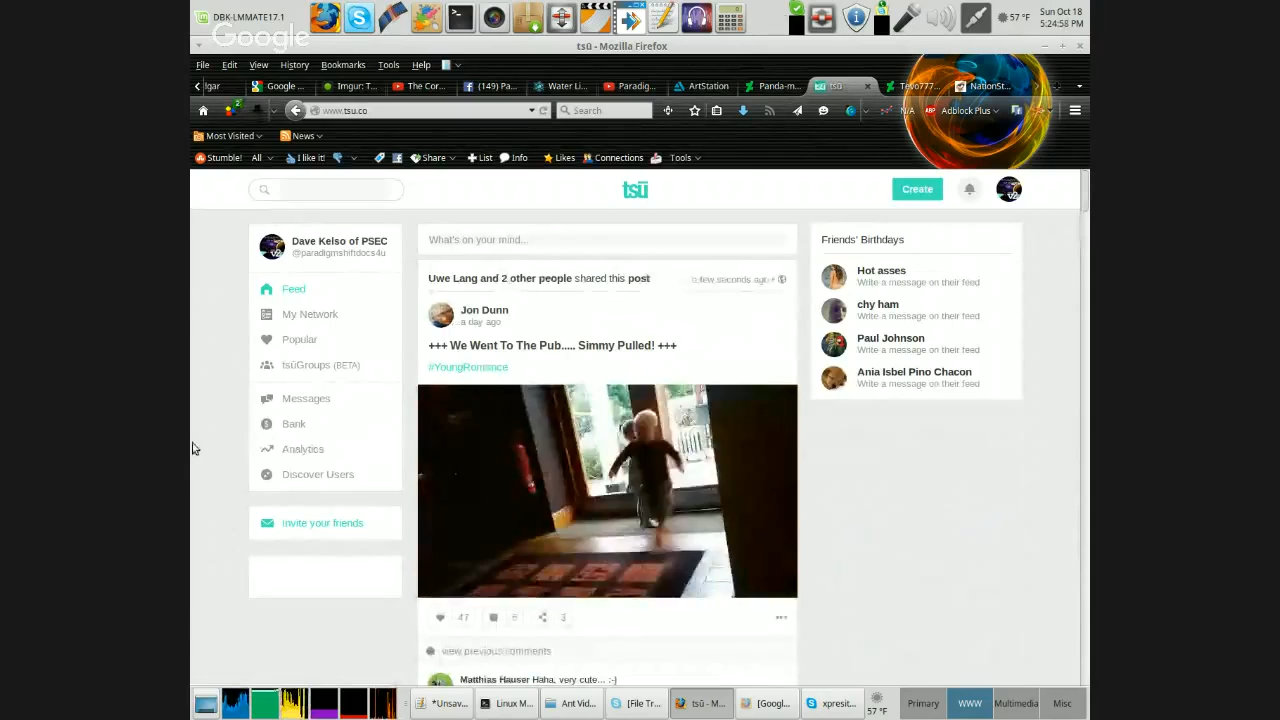 DBK-LMMATE17.1
Google
57 °F
Sun Oct 18
5:24:58 PM
tsū - Mozilla Firefox
File Edit View History Bookmarks Tools Help
lgar
Google ...
Imgur: T...
The Cor...
(149) Pa...
Water Li...
Paradig...
ArtStation
Panda-m...
tsū
Tevo777...
NationSt...
www.tsu.co
Search
N/A
Adblock Plus
Most Visited
News
Stumble! All I like it! Share List Info Likes Connections Tools
tsū
Create
Dave Kelso of PSEC
@paradigmshiftdocs4u
Feed
My Network
Popular
tsūGroups (BETA)
Messages
Bank
Analytics
Discover Users
Invite your friends
What's on your mind...
Uwe Lang and 2 other people shared this post
few seconds ago
Jon Dunn
a day ago
+++ We Went To The Pub..... Simmy Pulled! +++
#YoungRomance
47
view previous comments
Matthias Hauser Haha, very cute... :-)
Friends' Birthdays
Hot asses
Write a message on their feed
chy ham
Write a message on their feed
Paul Johnson
Write a message on their feed
Ania Isbel Pino Chacon
Write a message on their feed
*Unsav...
Linux M...
Ant Vid...
[File Tr...
tsū - M...
[Googl...
xpresit...
57 °F
Primary
WWW
Multimedia
Misc